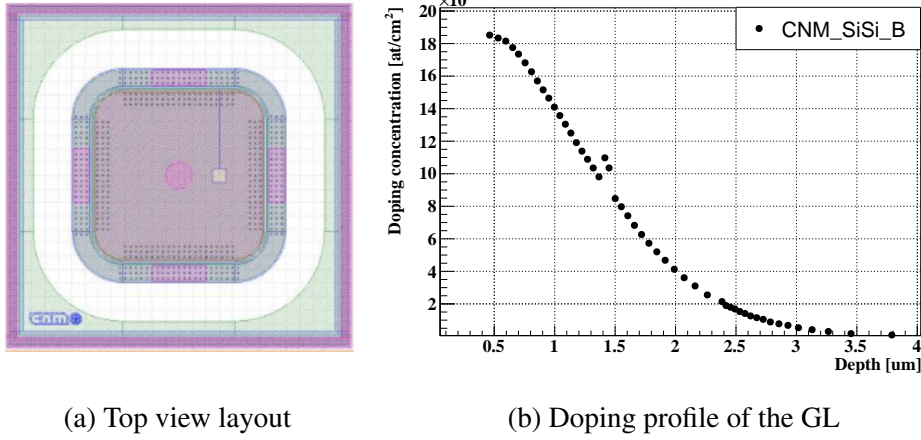 cnm
20
18
16
14
12
10
8
6
4
2
Doping concentration [at/cm²]
CNM_SiSi_B
0.5 1 1.5 2 2.5 3 3.5 4
Depth [um]
(a) Top view layout
(b) Doping profile of the GL